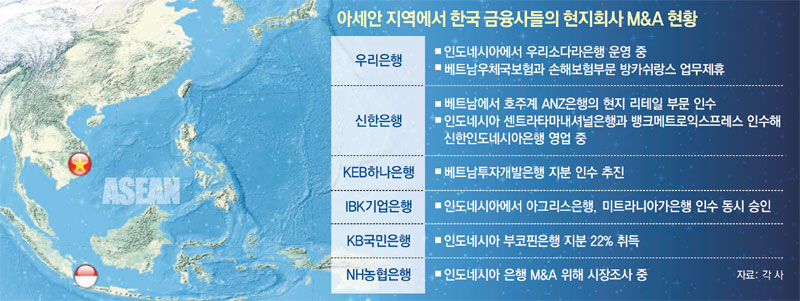 아세안 지역에서 한국 금융사들의 현지회사 M&A 현황
우리은행
■ 인도네시아에서 우리소다라은행 운영 중
■ 베트남우체국보험과 손해보험부문 방카쉬랑스 업무제휴
신한은행
■ 베트남에서 호주계 ANZ은행의 현지 리테일 부문 인수
■ 인도네시아 센트라타마내셔널은행과 뱅크메트로익스프레스 인수해
신한인도네시아은행 영업 중
KEB하나은행
■ 베트남투자개발은행 지분 인수 추진
IBK기업은행
■ 인도네시아에서 아그리스은행, 미트라니아가은행 인수 동시 승인
KB국민은행
■ 인도네시아 부코핀은행 지분 22% 취득
NH농협은행
■ 인도네시아 은행 M&A 위해 시장조사 중
자료: 각 사
ASEAN